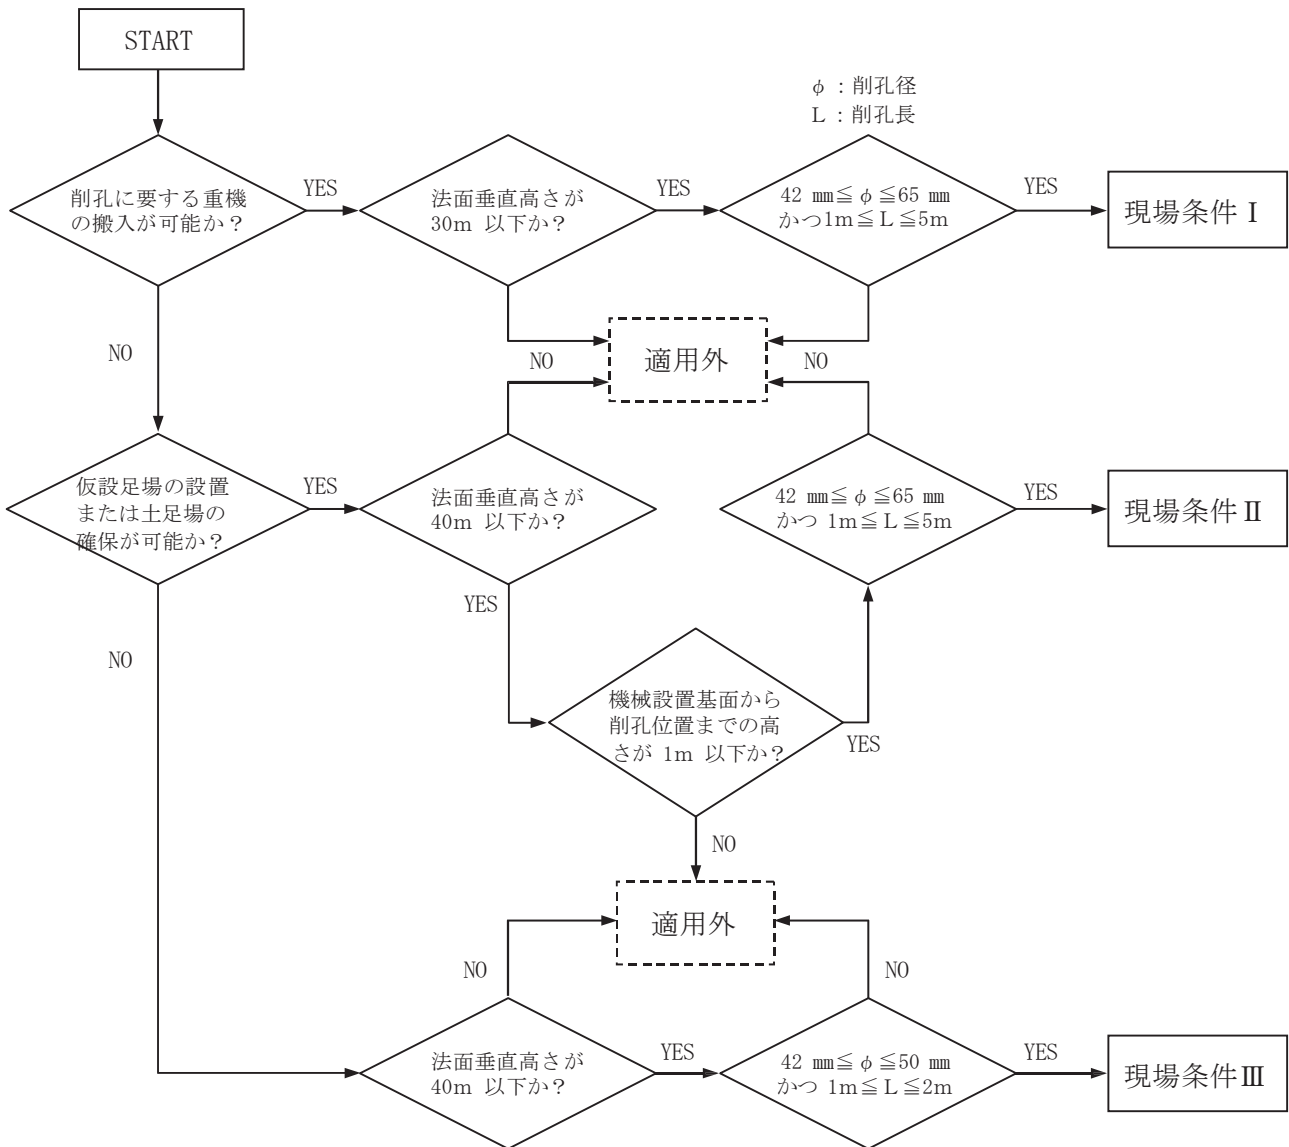 START
φ：削孔径
L：削孔長
削孔に要する重機
の搬入が可能か？
YES
法面垂直高さが
30m 以下か？
YES
42 ㎜≦φ≦65 ㎜
かつ1m≦L≦5m
YES
現場条件Ⅰ
NO
NO
適用外
NO
仮設足場の設置
または土足場の
確保が可能か？
YES
法面垂直高さが
40m 以下か？
42 ㎜≦φ≦65 ㎜
かつ 1m≦L≦5m
YES
現場条件Ⅱ
YES
NO
機械設置基面から
削孔位置までの高
さが 1m 以下か？
YES
NO
適用外
NO
NO
法面垂直高さが
40m 以下か？
YES
42 ㎜≦φ≦50 ㎜
かつ 1m≦L≦2m
YES
現場条件Ⅲ